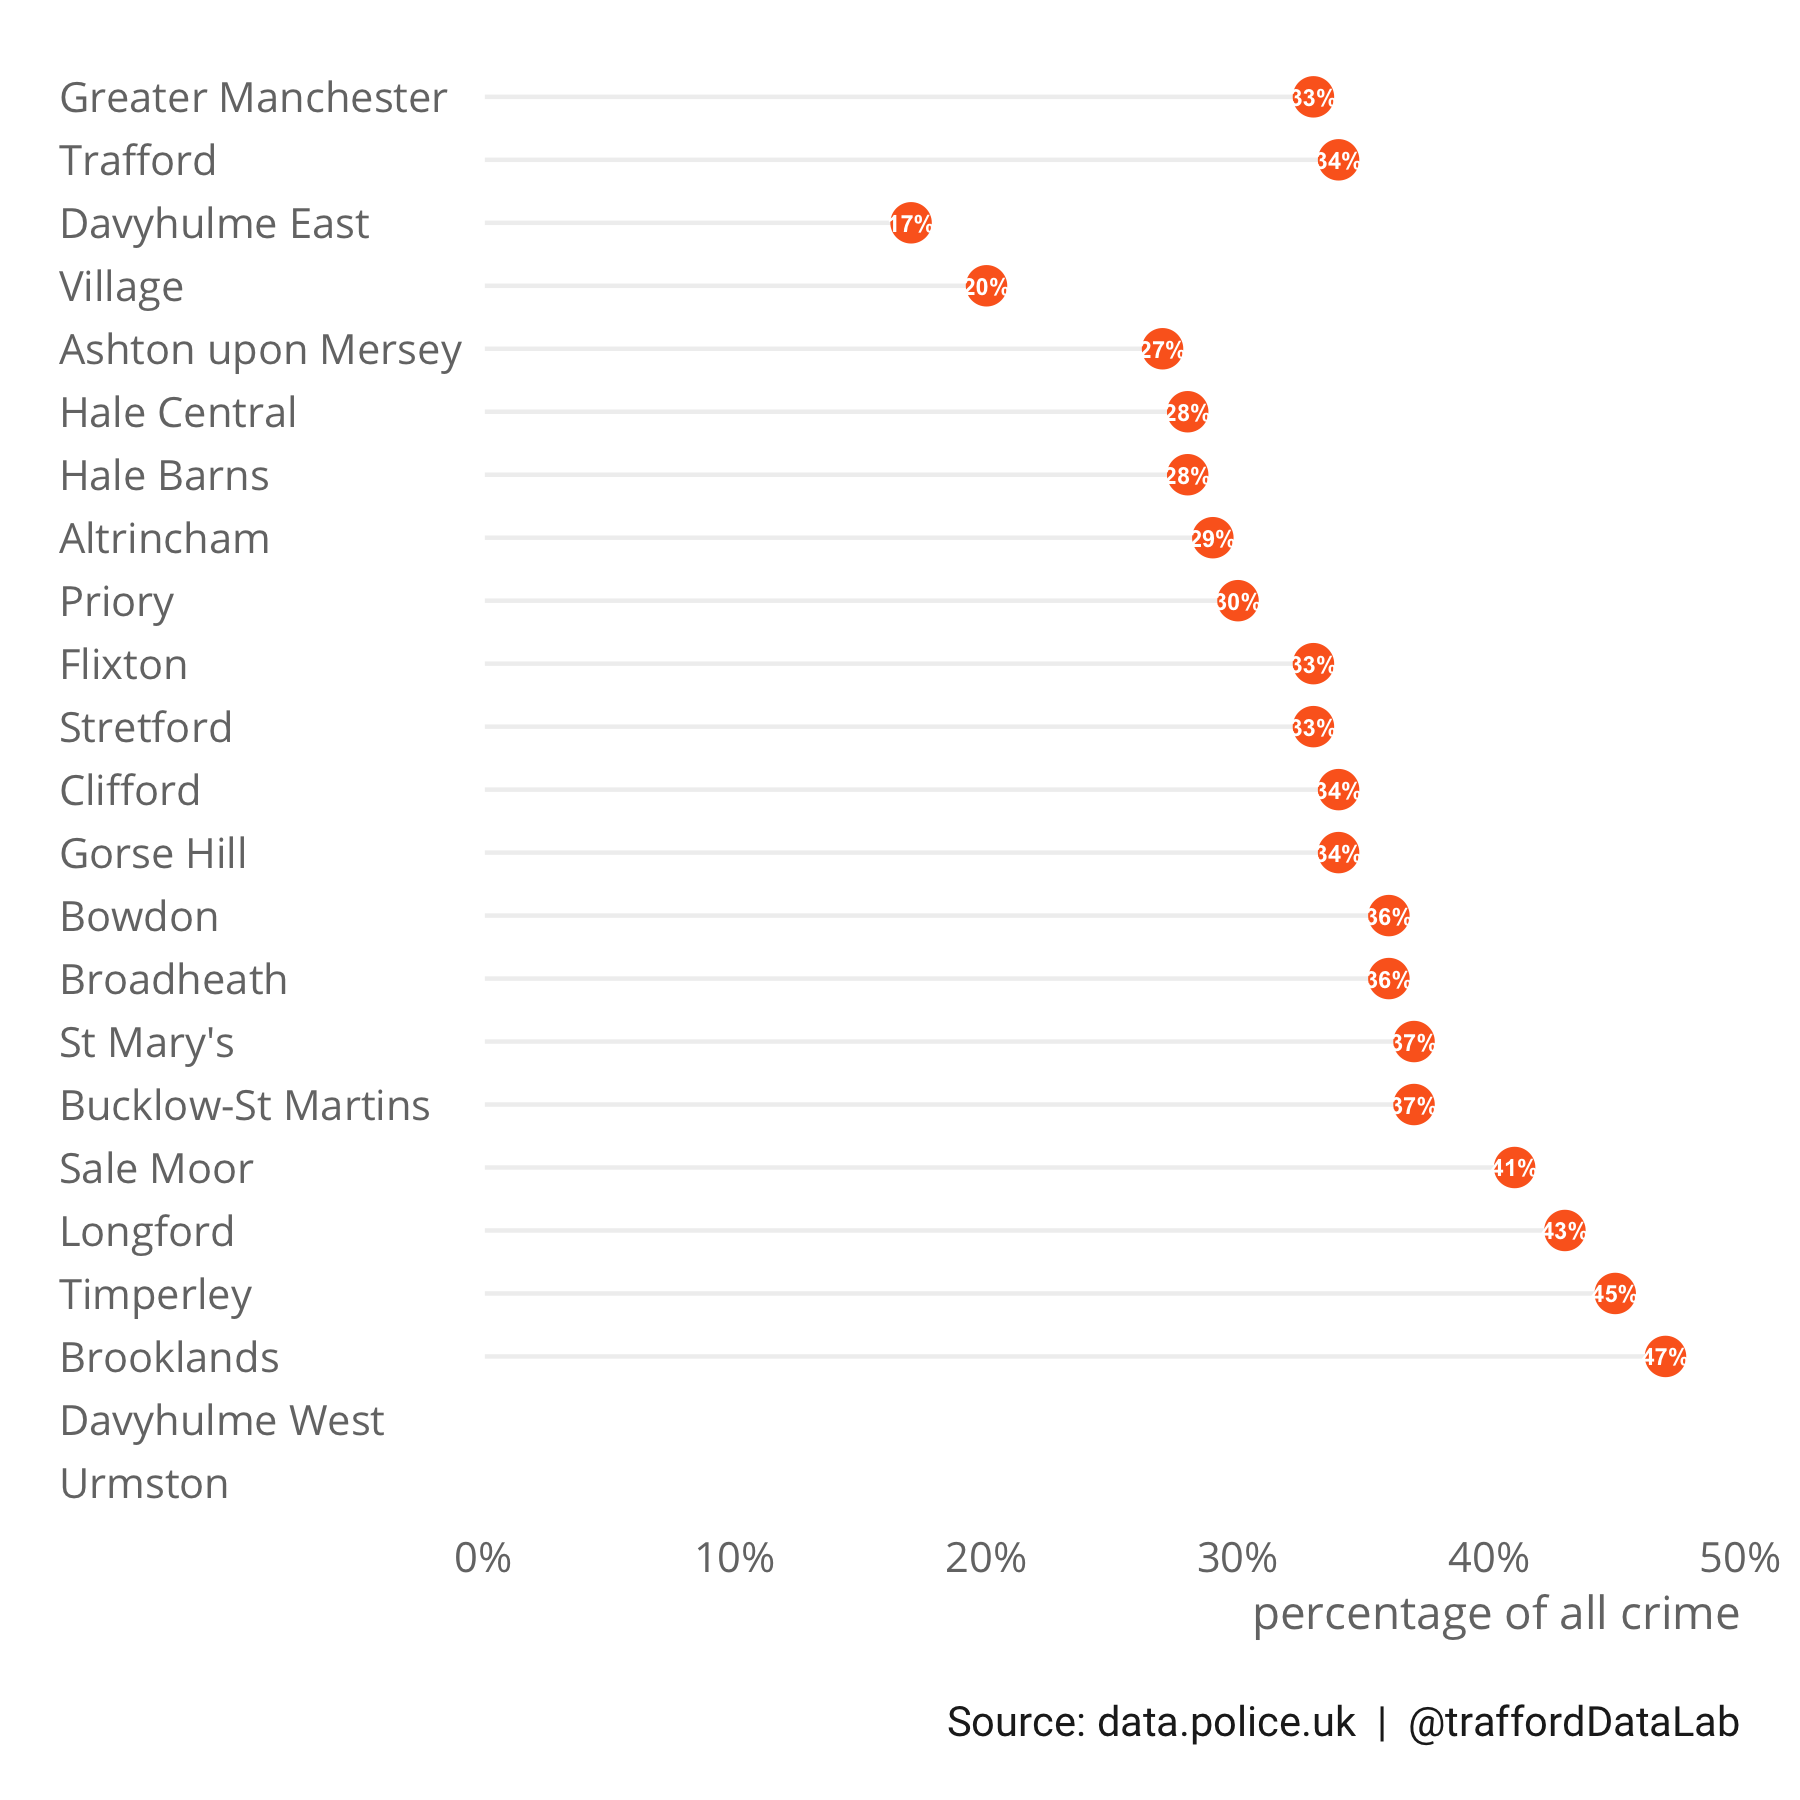 Greater Manchester 33%
Trafford 34%
Davyhulme East 17%
Village 20%
Ashton upon Mersey 27%
Hale Central 28%
Hale Barns 28%
Altrincham 29%
Priory 30%
Flixton 33%
Stretford 33%
Clifford 34%
Gorse Hill 34%
Bowdon 36%
Broadheath 36%
St Mary's 37%
Bucklow-St Martins 37%
Sale Moor 41%
Longford 43%
Timperley 45%
Brooklands 47%
Davyhulme West
Urmston
0% 10% 20% 30% 40% 50%
percentage of all crime
Source: data.police.uk | @traffordDataLab